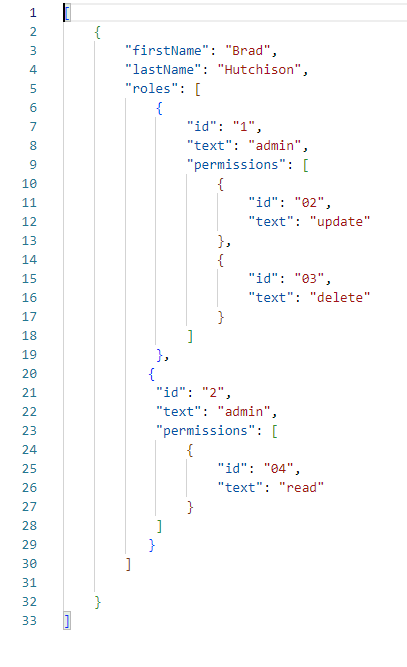 1 [
2     {
3         "firstName": "Brad",
4         "lastName": "Hutchison",
5         "roles": [
6             {
7                 "id": "1",
8                 "text": "admin",
9                 "permissions": [
10                     {
11                         "id": "02",
12                         "text": "update"
13                     },
14                     {
15                         "id": "03",
16                         "text": "delete"
17                     }
18                 ]
19             },
20            {
21             "id": "2",
22             "text": "admin",
23             "permissions": [
24                 {
25                     "id": "04",
26                     "text": "read"
27                 }
28             ]
29            }
30         ]
31
32     }
33 ]